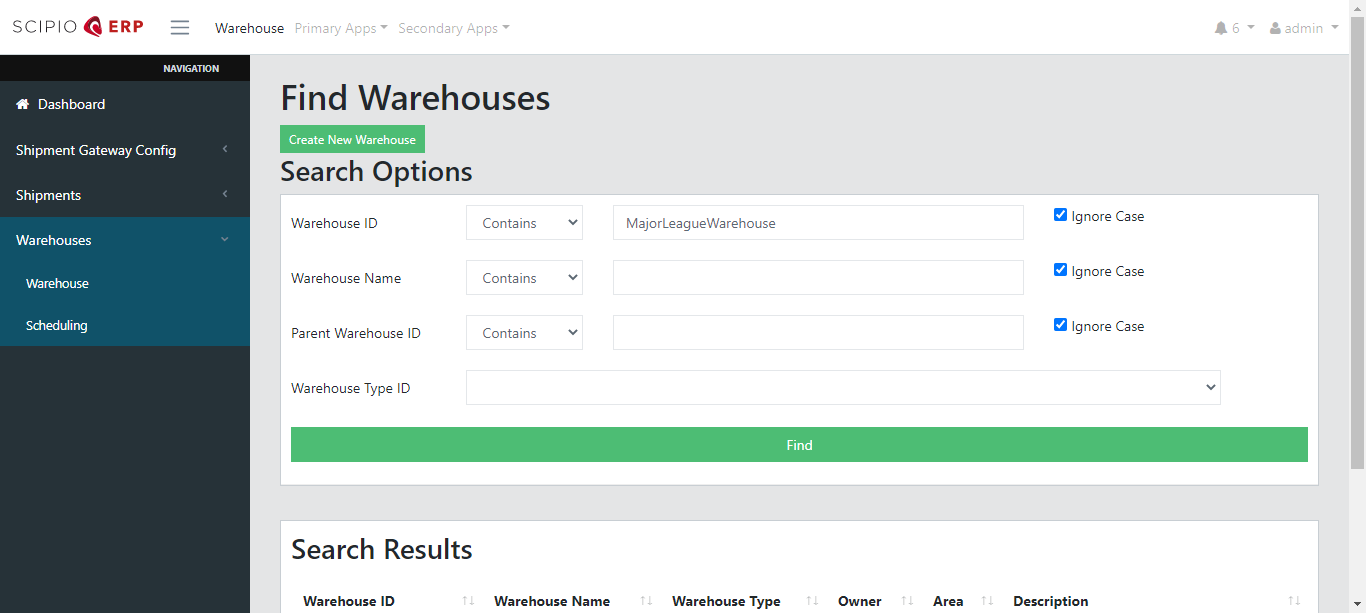 SCIPIO ERP Warehouse Primary Apps Secondary Apps 6 admin
NAVIGATION
Dashboard
Shipment Gateway Config
Shipments
Warehouses
Warehouse
Scheduling
Find Warehouses
Create New Warehouse
Search Options
Warehouse ID Contains MajorLeagueWarehouse Ignore Case
Warehouse Name Contains Ignore Case
Parent Warehouse ID Contains Ignore Case
Warehouse Type ID
Find
Search Results
Warehouse ID Warehouse Name Warehouse Type Owner Area Description